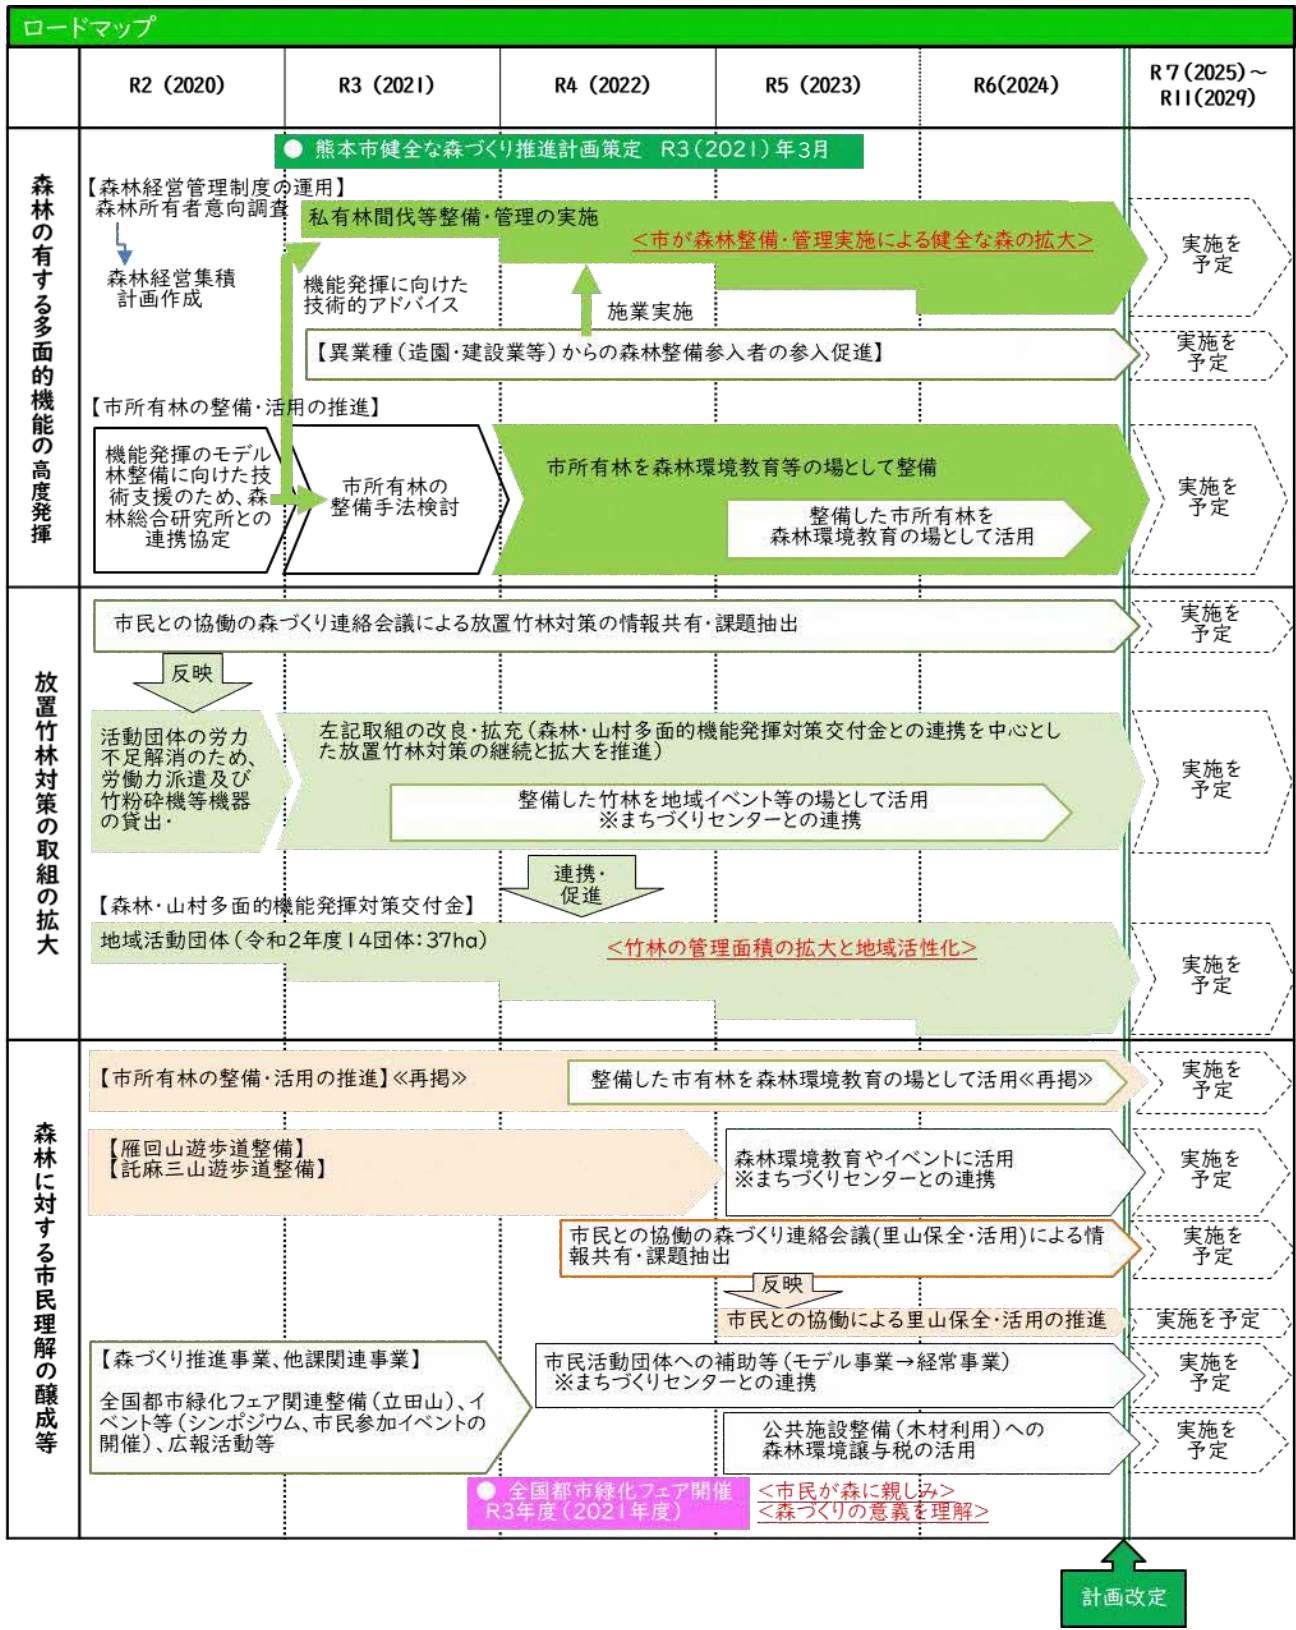 ロードマップ
R2（2020）
R3（2021）
R4（2022）
R5（2023）
R6(2024)
R7(2025)～
R11(2029)
森林の有する多面的機能の高度発揮
● 熊本市健全な森づくり推進計画策定　R3(2021)年3月
【森林経営管理制度の運用】
森林所有者意向調査
森林経営集積
計画作成
私有林間伐等整備・管理の実施
<市が森林整備・管理実施による健全な森の拡大>
実施を
予定
機能発揮に向けた
技術的アドバイス
施業実施
【異業種（造園・建設業等）からの森林整備参入者の参入促進】
実施を
予定
【市所有林の整備・活用の推進】
機能発揮のモデル
林整備に向けた技
術支援のため、森
林総合研究所との
連携協定
市所有林の
整備手法検討
市所有林を森林環境教育等の場として整備
整備した市所有林を
森林環境教育の場として活用
実施を
予定
放置竹林対策の取組の拡大
市民との協働の森づくり連絡会議による放置竹林対策の情報共有・課題抽出
実施を
予定
反映
活動団体の労力
不足解消のため、
労働力派遣及び
竹粉砕機等機器
の貸出・
左記取組の改良・拡充（森林・山村多面的機能発揮対策交付金との連携を中心とし
た放置竹林対策の継続と拡大を推進）
整備した竹林を地域イベント等の場として活用
※まちづくりセンターとの連携
実施を
予定
連携・
促進
【森林・山村多面的機能発揮対策交付金】
地域活動団体（令和2年度14団体：37ha）
<竹林の管理面積の拡大と地域活性化>
実施を
予定
森林に対する市民理解の醸成等
【市所有林の整備・活用の推進】≪再掲≫
整備した市有林を森林環境教育の場として活用≪再掲≫
実施を
予定
【雁回山遊歩道整備】
【託麻三山遊歩道整備】
森林環境教育やイベントに活用
※まちづくりセンターとの連携
実施を
予定
市民との協働の森づくり連絡会議(里山保全・活用)による情
報共有・課題抽出
実施を
予定
反映
市民との協働による里山保全・活用の推進
実施を予定
【森づくり推進事業、他課関連事業】
全国都市緑化フェア関連整備（立田山）、イ
ベント等（シンポジウム、市民参加イベントの
開催）、広報活動等
市民活動団体への補助等（モデル事業→経常事業）
※まちづくりセンターとの連携
実施を
予定
公共施設整備（木材利用）への
森林環境譲与税の活用
実施を
予定
● 全国都市緑化フェア開催
R3年度（2021年度）
<市民が森に親しみ>
<森づくりの意義を理解>
計画改定